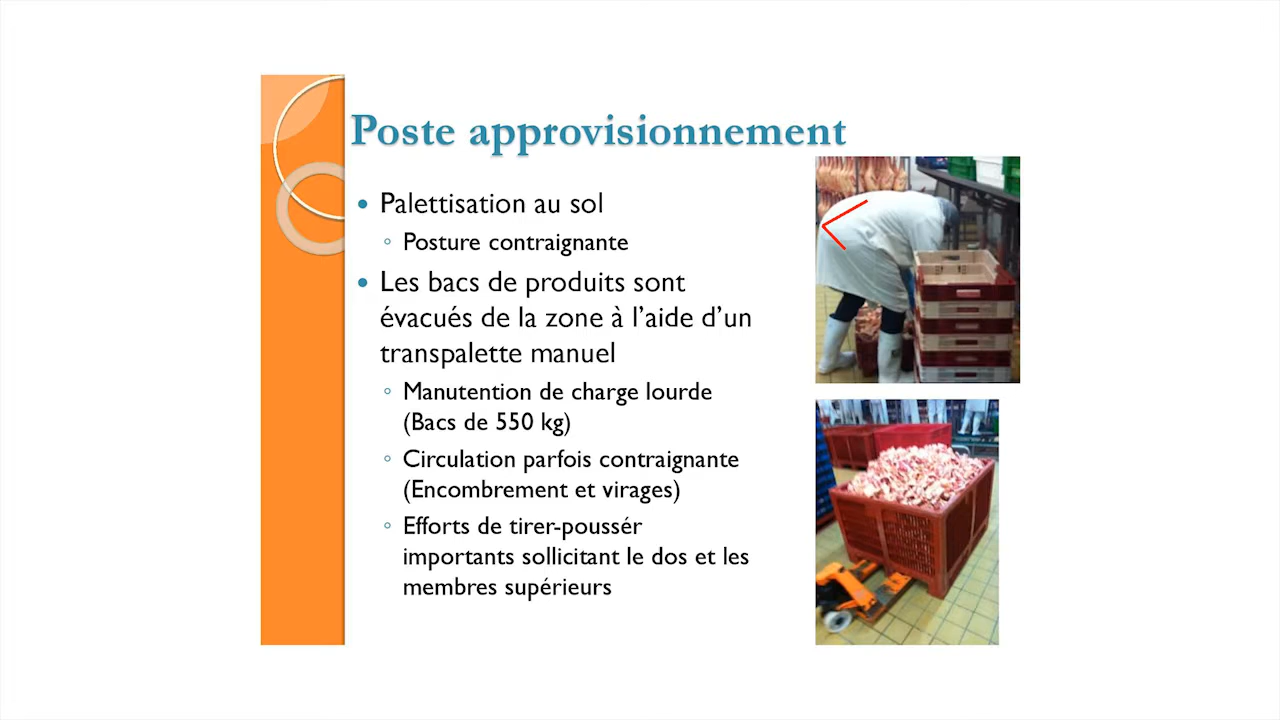 Poste approvisionnement
• Palettisation au sol
◦ Posture contraignante
• Les bacs de produits sont
évacués de la zone à l’aide d’un
transpalette manuel
◦ Manutention de charge lourde
(Bacs de 550 kg)
◦ Circulation parfois contraignante
(Encombrement et virages)
◦ Efforts de tirer-poussér
importants sollicitant le dos et les
membres supérieurs